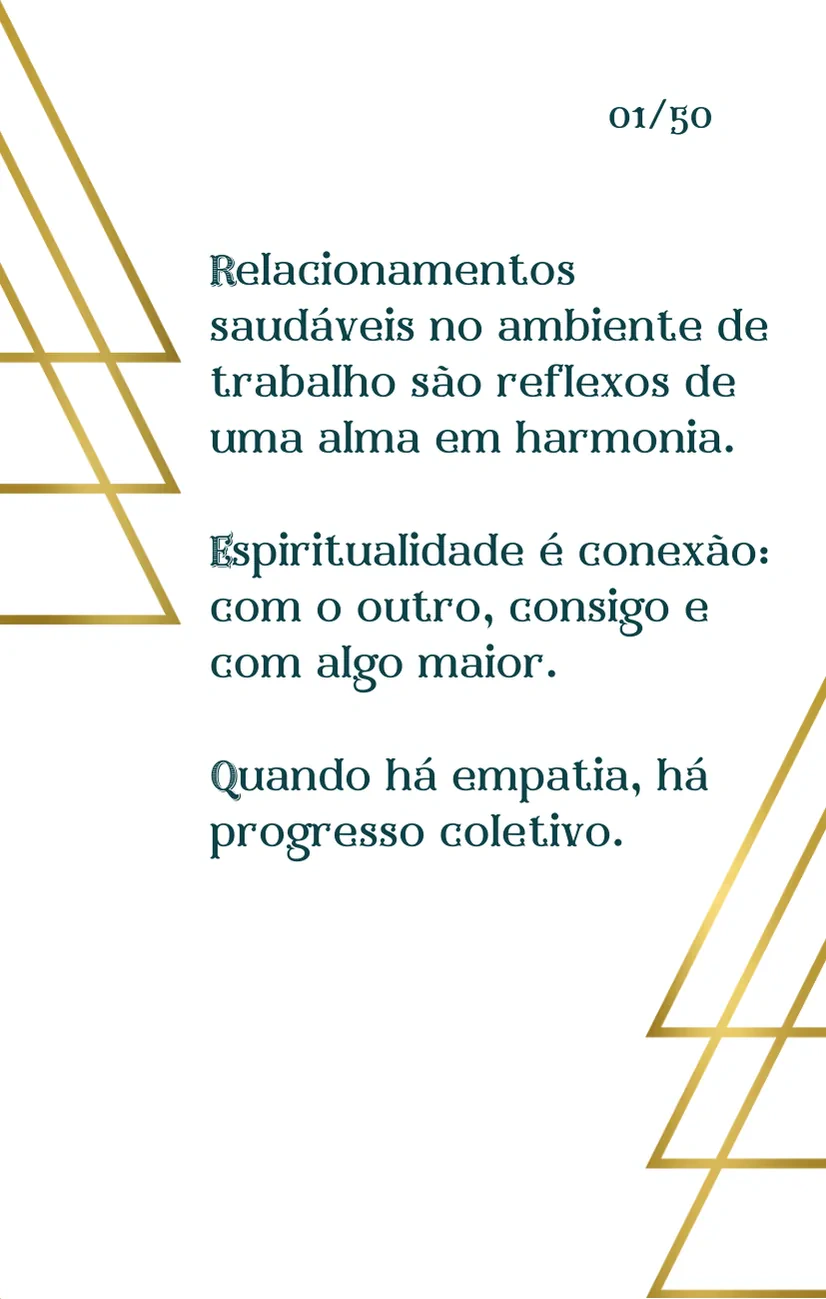 01/50
Relacionamentos
saudáveis no ambiente de
trabalho são reflexos de
uma alma em harmonia.
Espiritualidade é conexão:
com o outro, consigo e
com algo maior.
Quando há empatia, há
progresso coletivo.